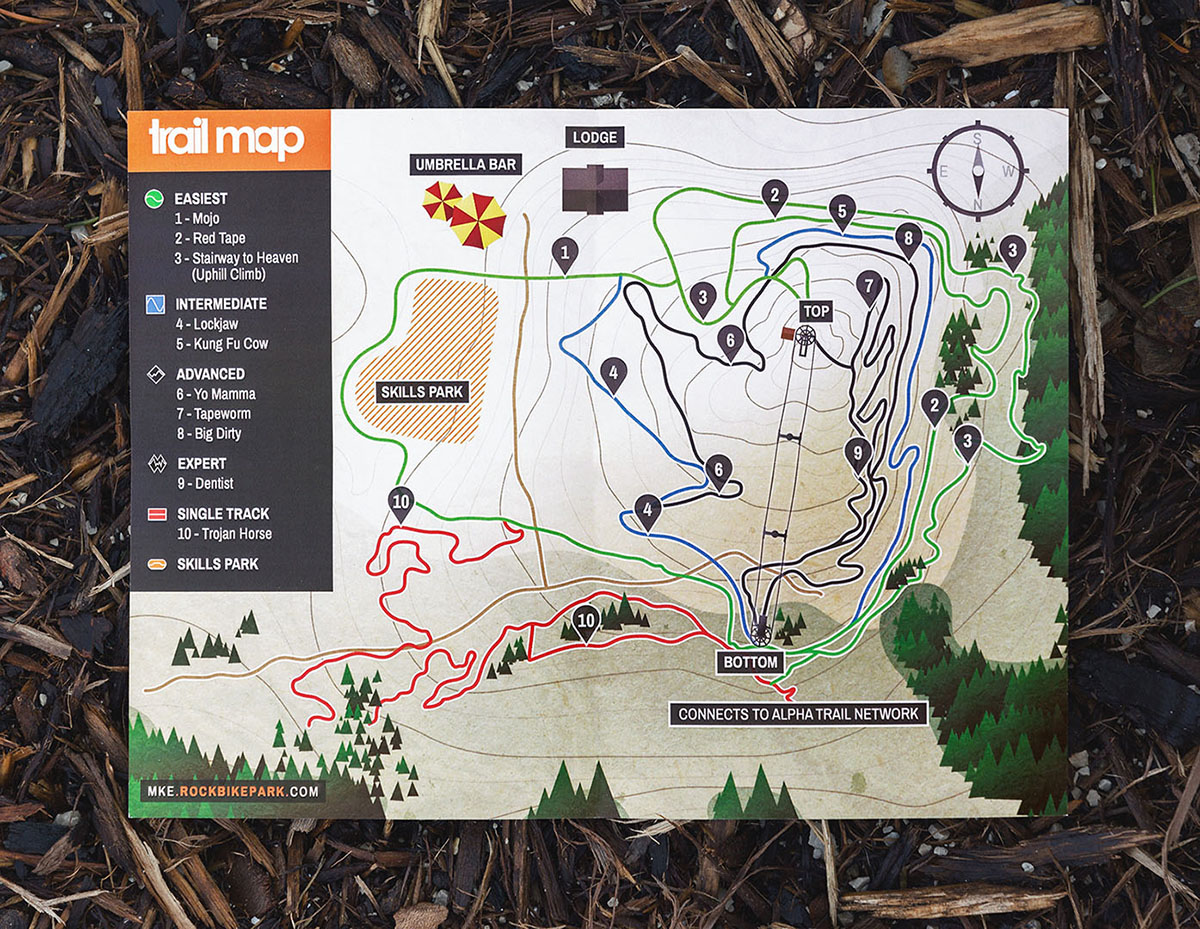 trail map
EASIEST
1 - Mojo
2 - Red Tape
3 - Stairway to Heaven
(Uphill Climb)
INTERMEDIATE
4 - Lockjaw
5 - Kung Fu Cow
ADVANCED
6 - Yo Mamma
7 - Tapeworm
8 - Big Dirty
EXPERT
9 - Dentist
SINGLE TRACK
10 - Trojan Horse
SKILLS PARK
MKE.ROCKBIKEPARK.COM
LODGE
UMBRELLA BAR
S
E W
N
2
5
8
3
1
7
3
TOP
6
4
SKILLS PARK
2
3
9
6
10
4
10
BOTTOM
CONNECTS TO ALPHA TRAIL NETWORK